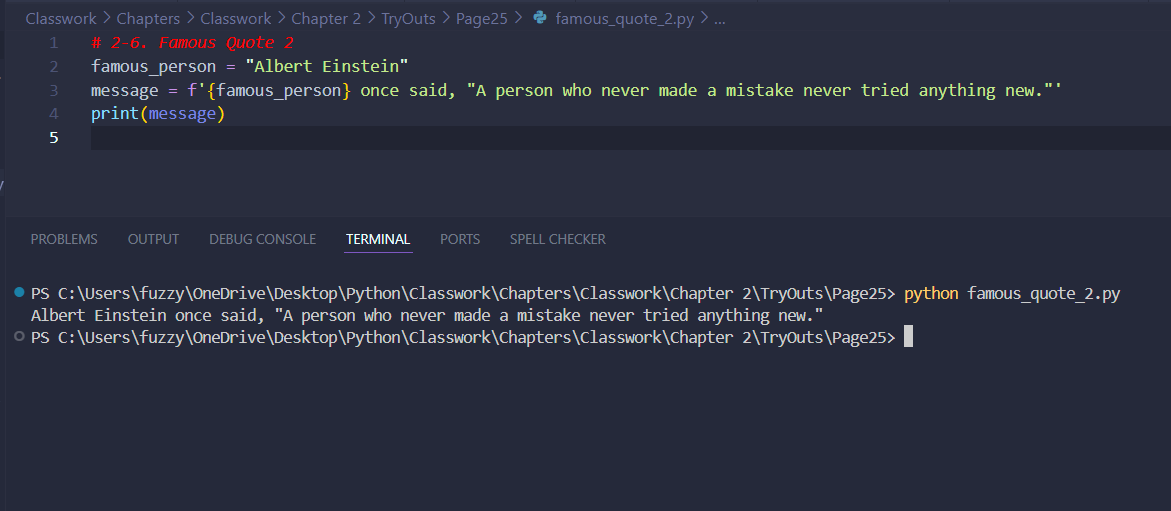 Classwork > Chapters > Classwork > Chapter 2 > TryOuts > Page25 > famous_quote_2.py > ...
1 # 2-6. Famous Quote 2
2 famous_person = "Albert Einstein"
3 message = f'{famous_person} once said, "A person who never made a mistake never tried anything new."'
4 print(message)
5
PROBLEMS OUTPUT DEBUG CONSOLE TERMINAL PORTS SPELL CHECKER
PS C:\Users\fuzzy\OneDrive\Desktop\Python\Classwork\Chapters\Classwork\Chapter 2\TryOuts\Page25> python famous_quote_2.py
Albert Einstein once said, "A person who never made a mistake never tried anything new."
PS C:\Users\fuzzy\OneDrive\Desktop\Python\Classwork\Chapters\Classwork\Chapter 2\TryOuts\Page25>